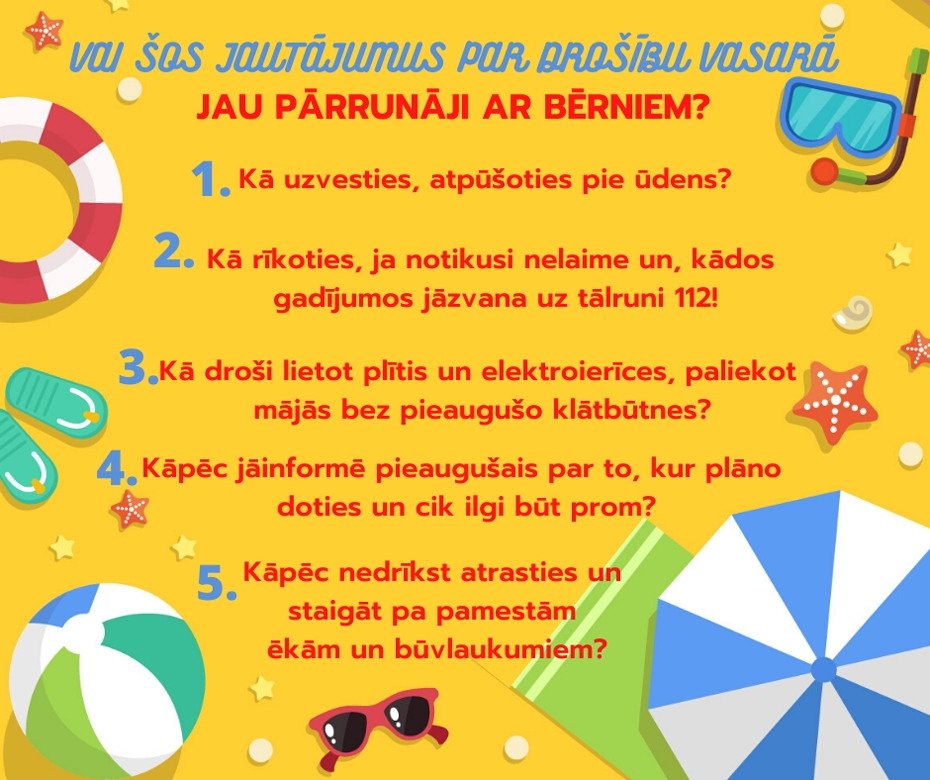 VAI ŠOS JAUTĀJUMUS PAR DROŠĪBU VASARĀ
JAU PĀRRUNĀJI AR BĒRNIEM?
1. Kā uzvesties, atpūšoties pie ūdens?
2. Kā rīkoties, ja notikusi nelaime un, kādos
gadījumos jāzvana uz tālruni 112!
3. Kā droši lietot plītis un elektroierīces, paliekot
mājās bez pieaugušo klātbūtnes?
4. Kāpēc jāinformē pieaugušais par to, kur plāno
doties un cik ilgi būt prom?
5. Kāpēc nedrīkst atrasties un
staigāt pa pamestām
ēkām un būvlaukumiem?